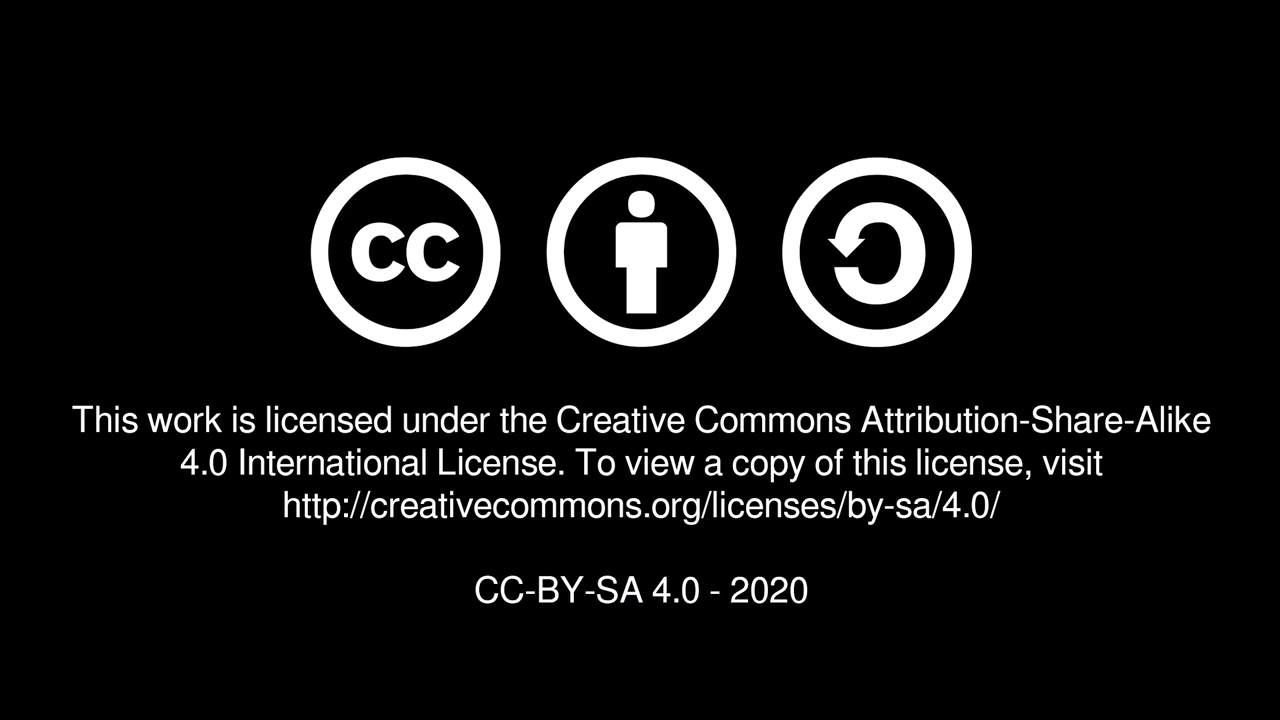 cc
This work is licensed under the Creative Commons Attribution-Share-Alike
4.0 International License. To view a copy of this license, visit
http://creativecommons.org/licenses/by-sa/4.0/
CC-BY-SA 4.0 - 2020